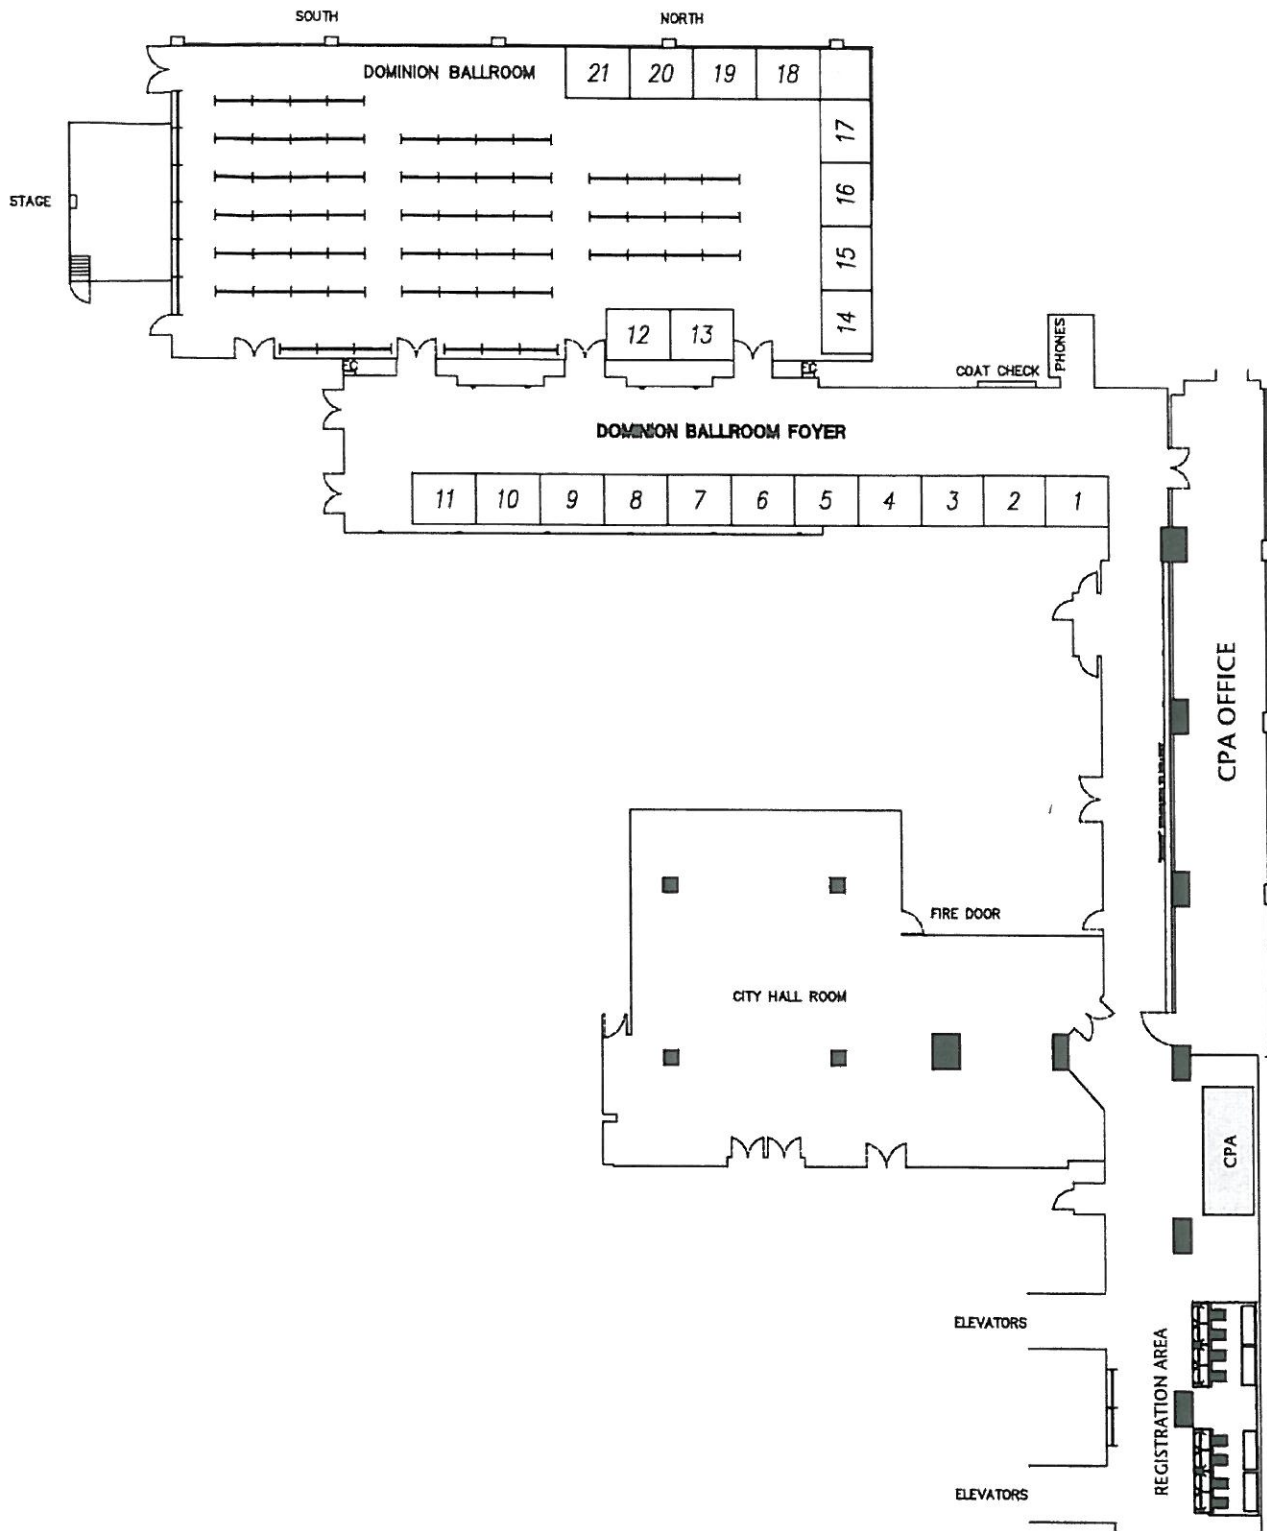 SOUTH
NORTH
DOMINION BALLROOM
21
20
19
18
17
16
15
14
STAGE
12
13
PHONES
EC
EC
COAT CHECK
DOMINION BALLROOM FOYER
11
10
9
8
7
6
5
4
3
2
1
CPA OFFICE
FIRE DOOR
CITY HALL ROOM
CPA
ELEVATORS
REGISTRATION AREA
ELEVATORS